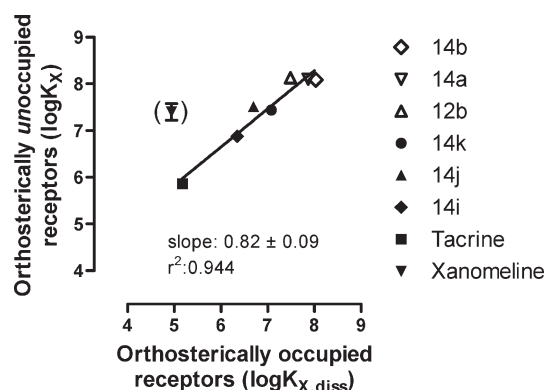 Orthosterically unoccupied
receptors (logKX)
9
8
7
6
5
4
( )
slope: 0.82 ± 0.09
r2:0.944
4 5 6 7 8 9
Orthosterically occupied
receptors (logKX,diss)
14b
14a
12b
14k
14j
14i
Tacrine
Xanomeline